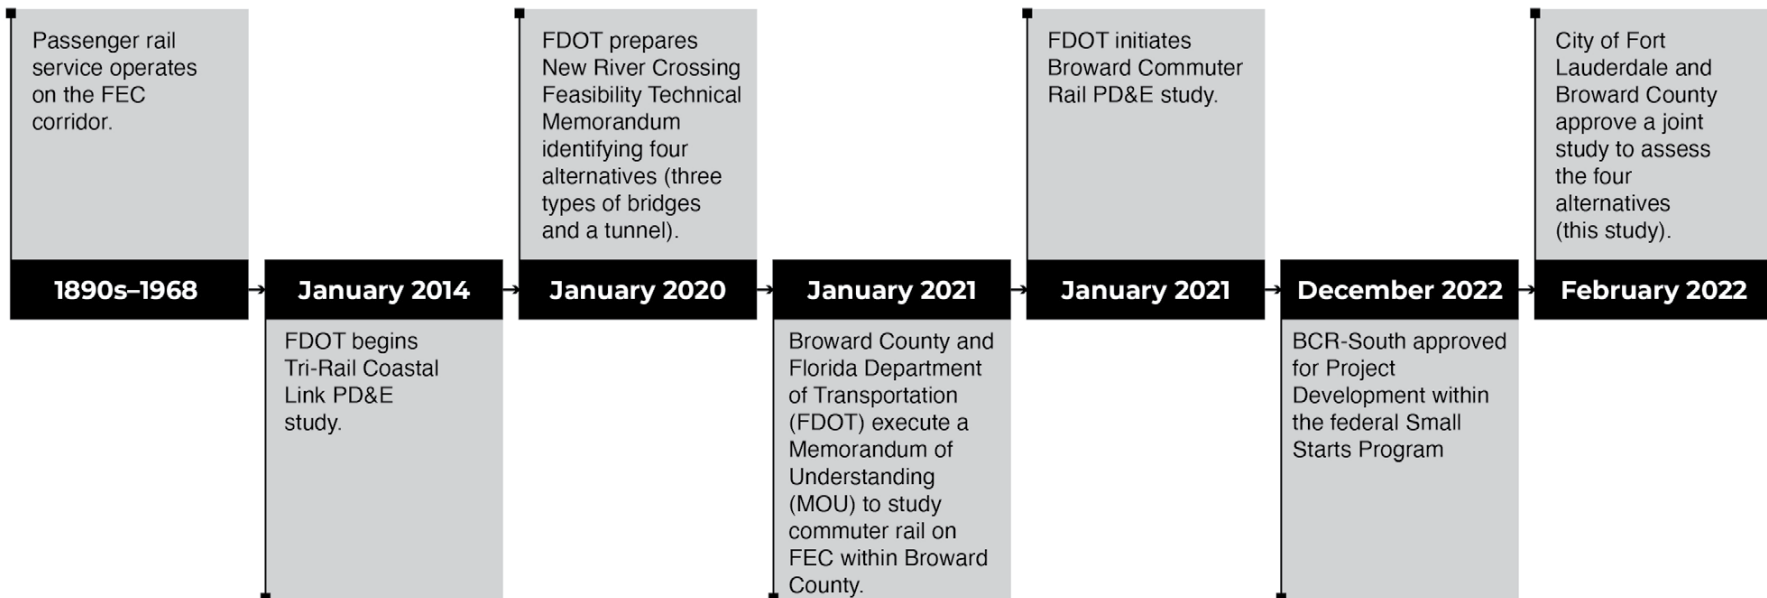 Passenger rail
service operates
on the FEC
corridor.
1890s–1968
January 2014
FDOT begins
Tri-Rail Coastal
Link PD&E
study.
FDOT prepares
New River Crossing
Feasibility Technical
Memorandum
identifying four
alternatives (three
types of bridges
and a tunnel).
January 2020
January 2021
Broward County and
Florida Department
of Transportation
(FDOT) execute a
Memorandum of
Understanding
(MOU) to study
commuter rail on
FEC within Broward
County.
FDOT initiates
Broward Commuter
Rail PD&E study.
January 2021
December 2022
BCR-South approved
for Project
Development within
the federal Small
Starts Program
City of Fort
Lauderdale and
Broward County
approve a joint
study to assess
the four
alternatives
(this study).
February 2022